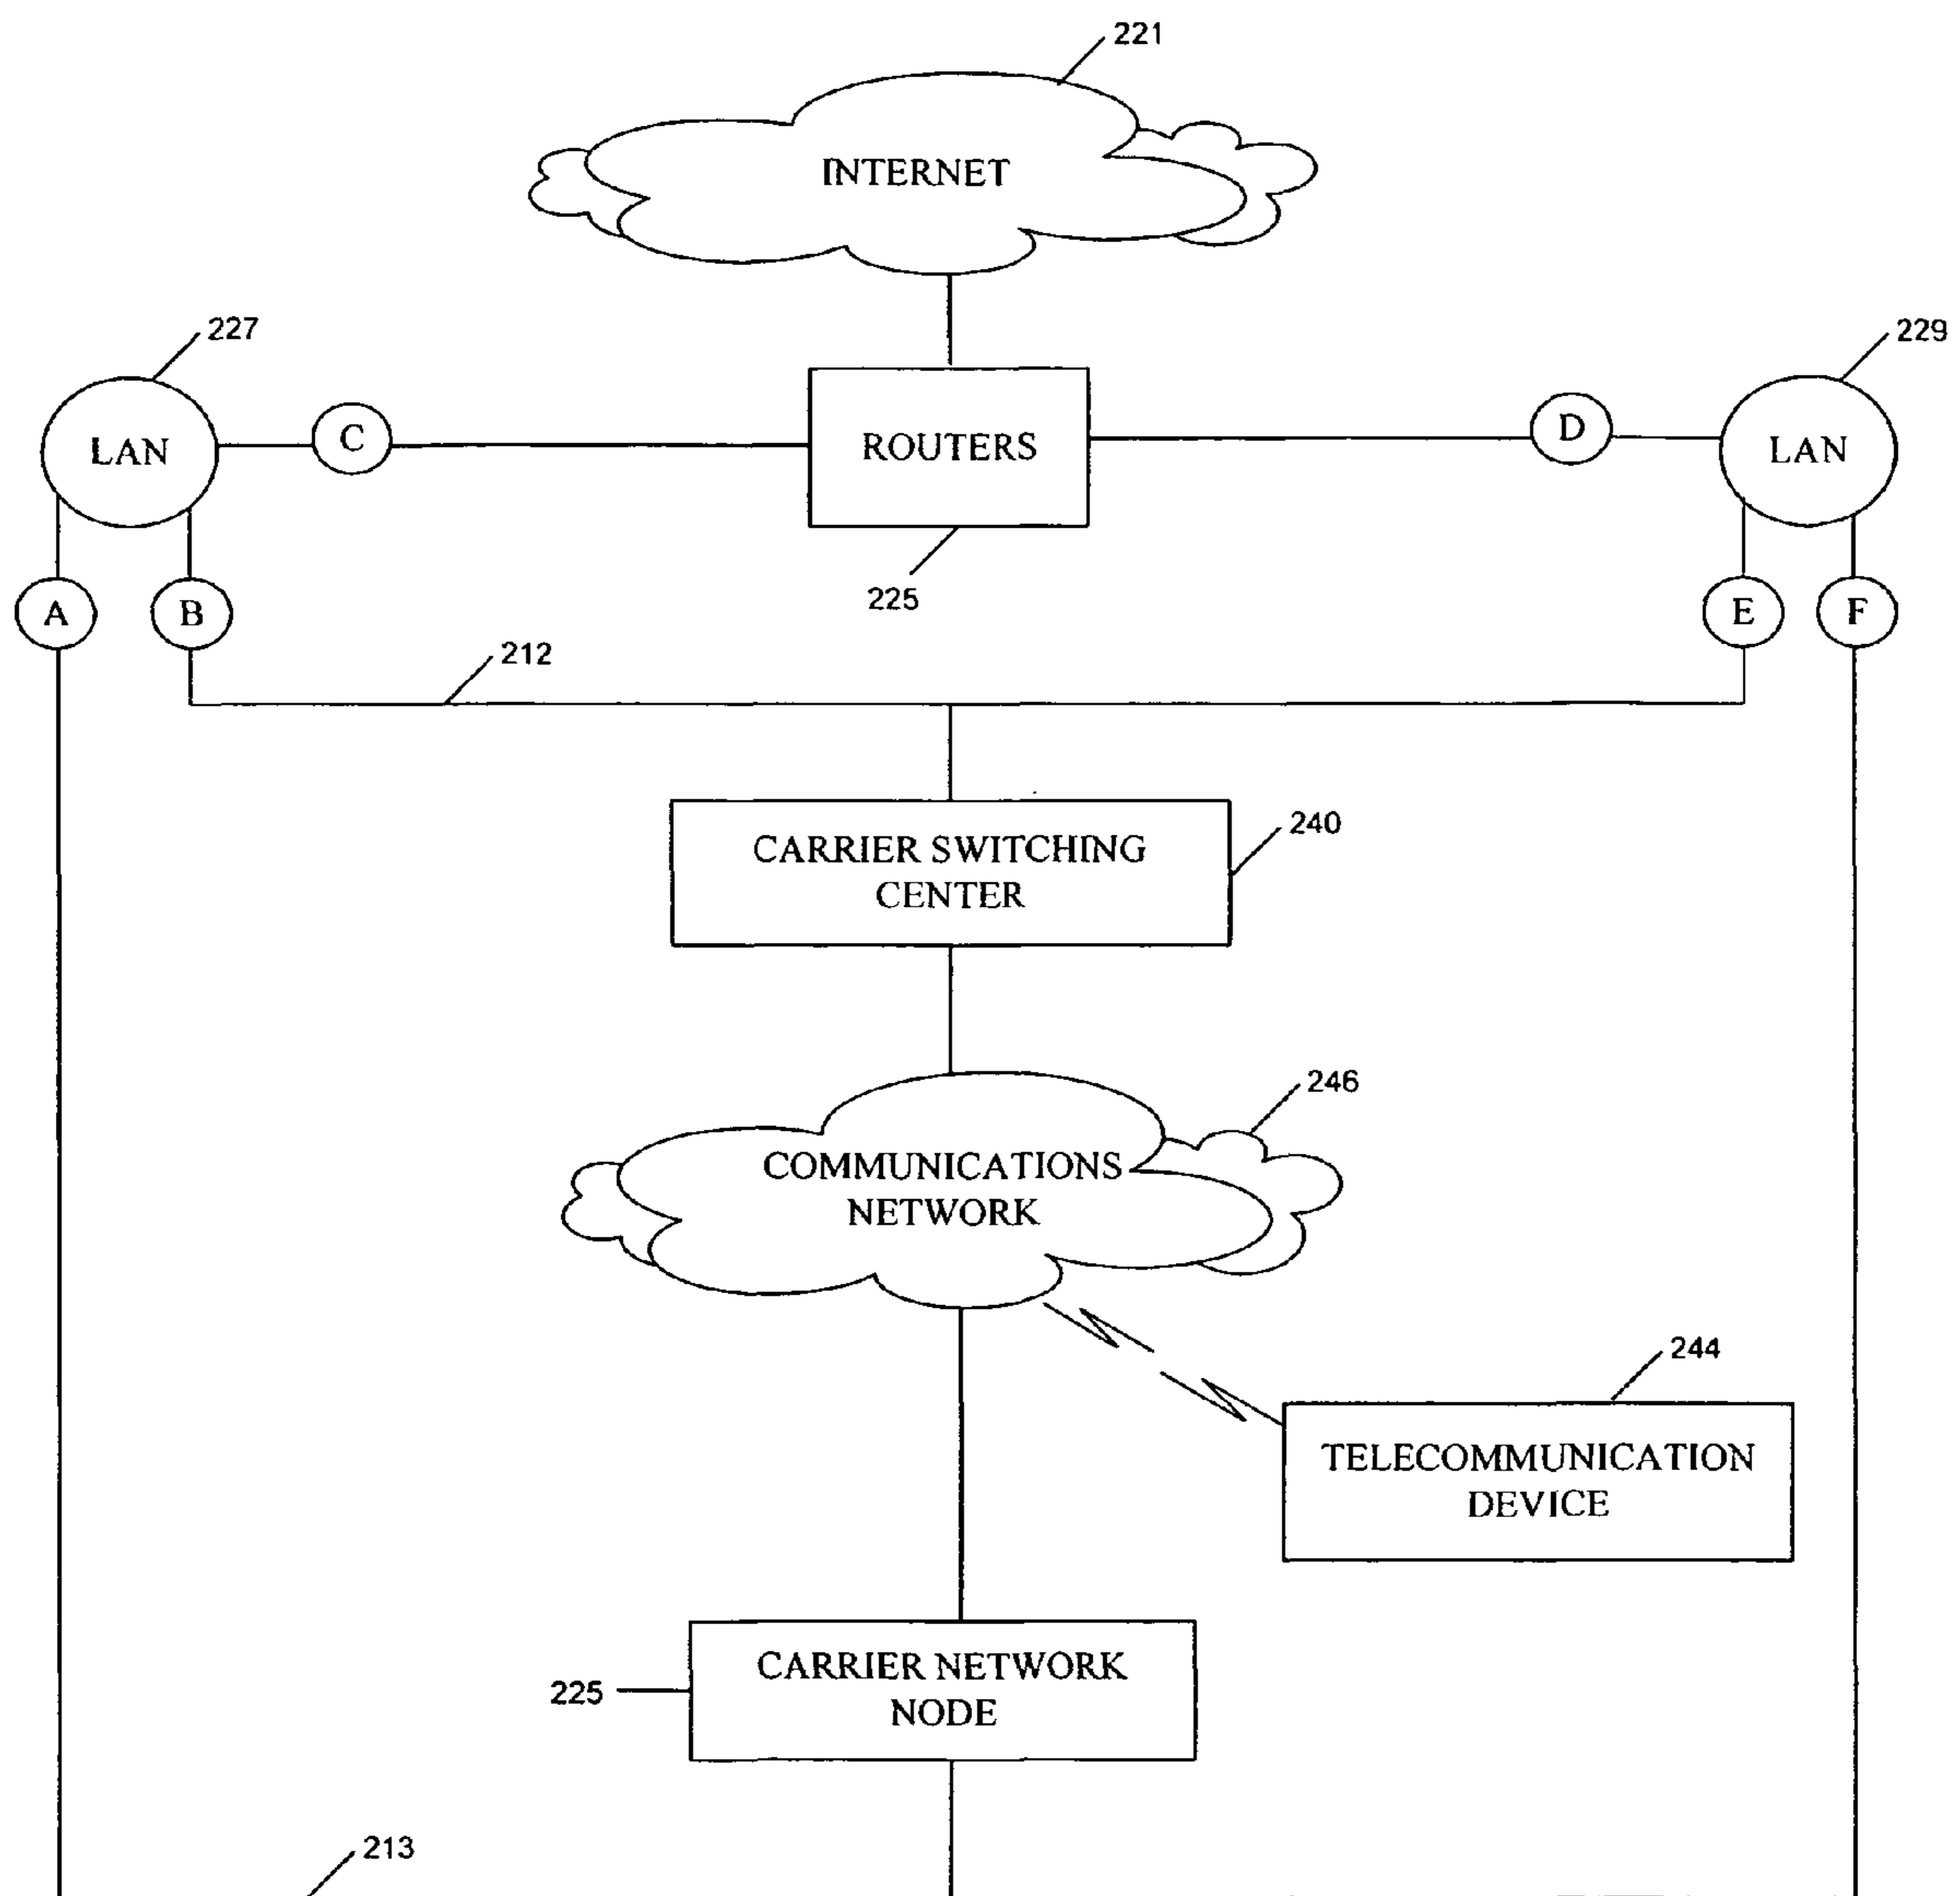 221
INTERNET
227
229
LAN
C
ROUTERS
D
LAN
225
A
B
E
F
212
240
CARRIER SWITCHING
CENTER
246
COMMUNICATIONS
NETWORK
244
TELECOMMUNICATION
DEVICE
225
CARRIER NETWORK
NODE
213